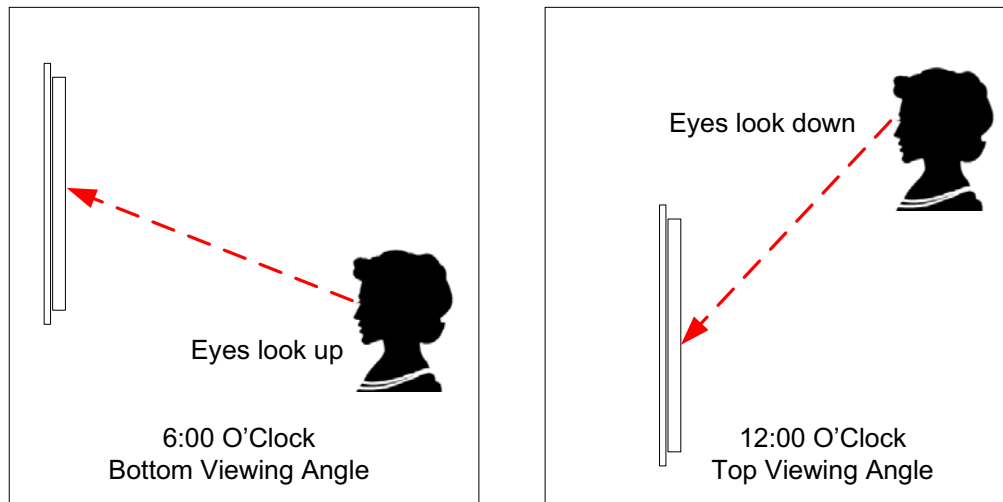 Eyes look up
6:00 O’Clock
Bottom Viewing Angle
Eyes look down
12:00 O’Clock
Top Viewing Angle